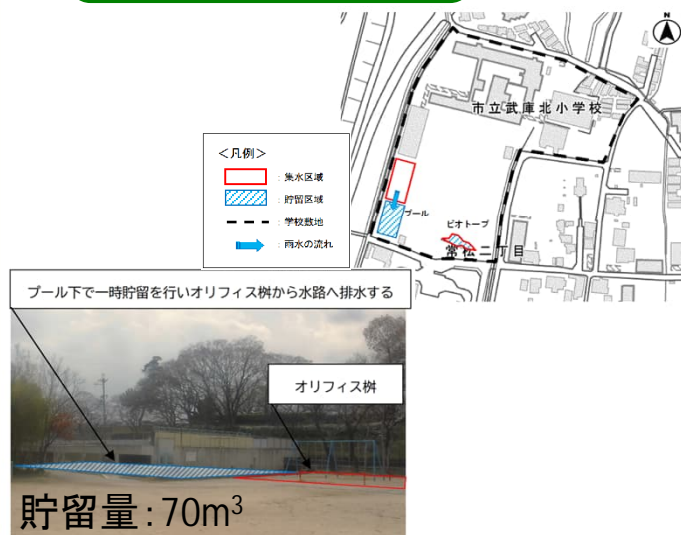 N
市立武庫北小学校
＜凡例＞
：集水区域
：貯留区域
：学校敷地
：雨水の流れ
プール
ビオトープ
常松二丁目
プール下で一時貯留を行いオリフィス桝から水路へ排水する
オリフィス桝
貯留量：70m³